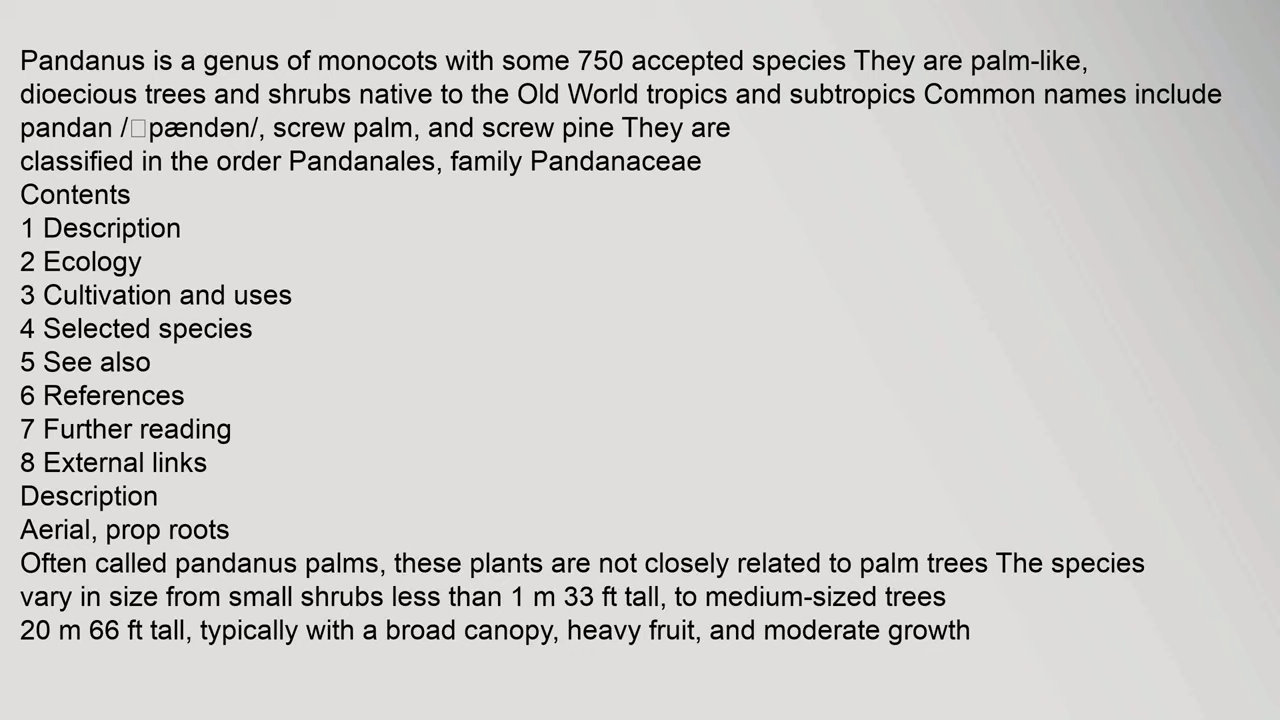 Pandanus is a genus of monocots with some 750 accepted species They are palm-like,
dioecious trees and shrubs native to the Old World tropics and subtropics Common names include
pandan /□pændən/, screw palm, and screw pine They are
classified in the order Pandanales, family Pandanaceae
Contents
1 Description
2 Ecology
3 Cultivation and uses
4 Selected species
5 See also
6 References
7 Further reading
8 External links
Description
Aerial, prop roots
Often called pandanus palms, these plants are not closely related to palm trees The species
vary in size from small shrubs less than 1 m 33 ft tall, to medium-sized trees
20 m 66 ft tall, typically with a broad canopy, heavy fruit, and moderate growth